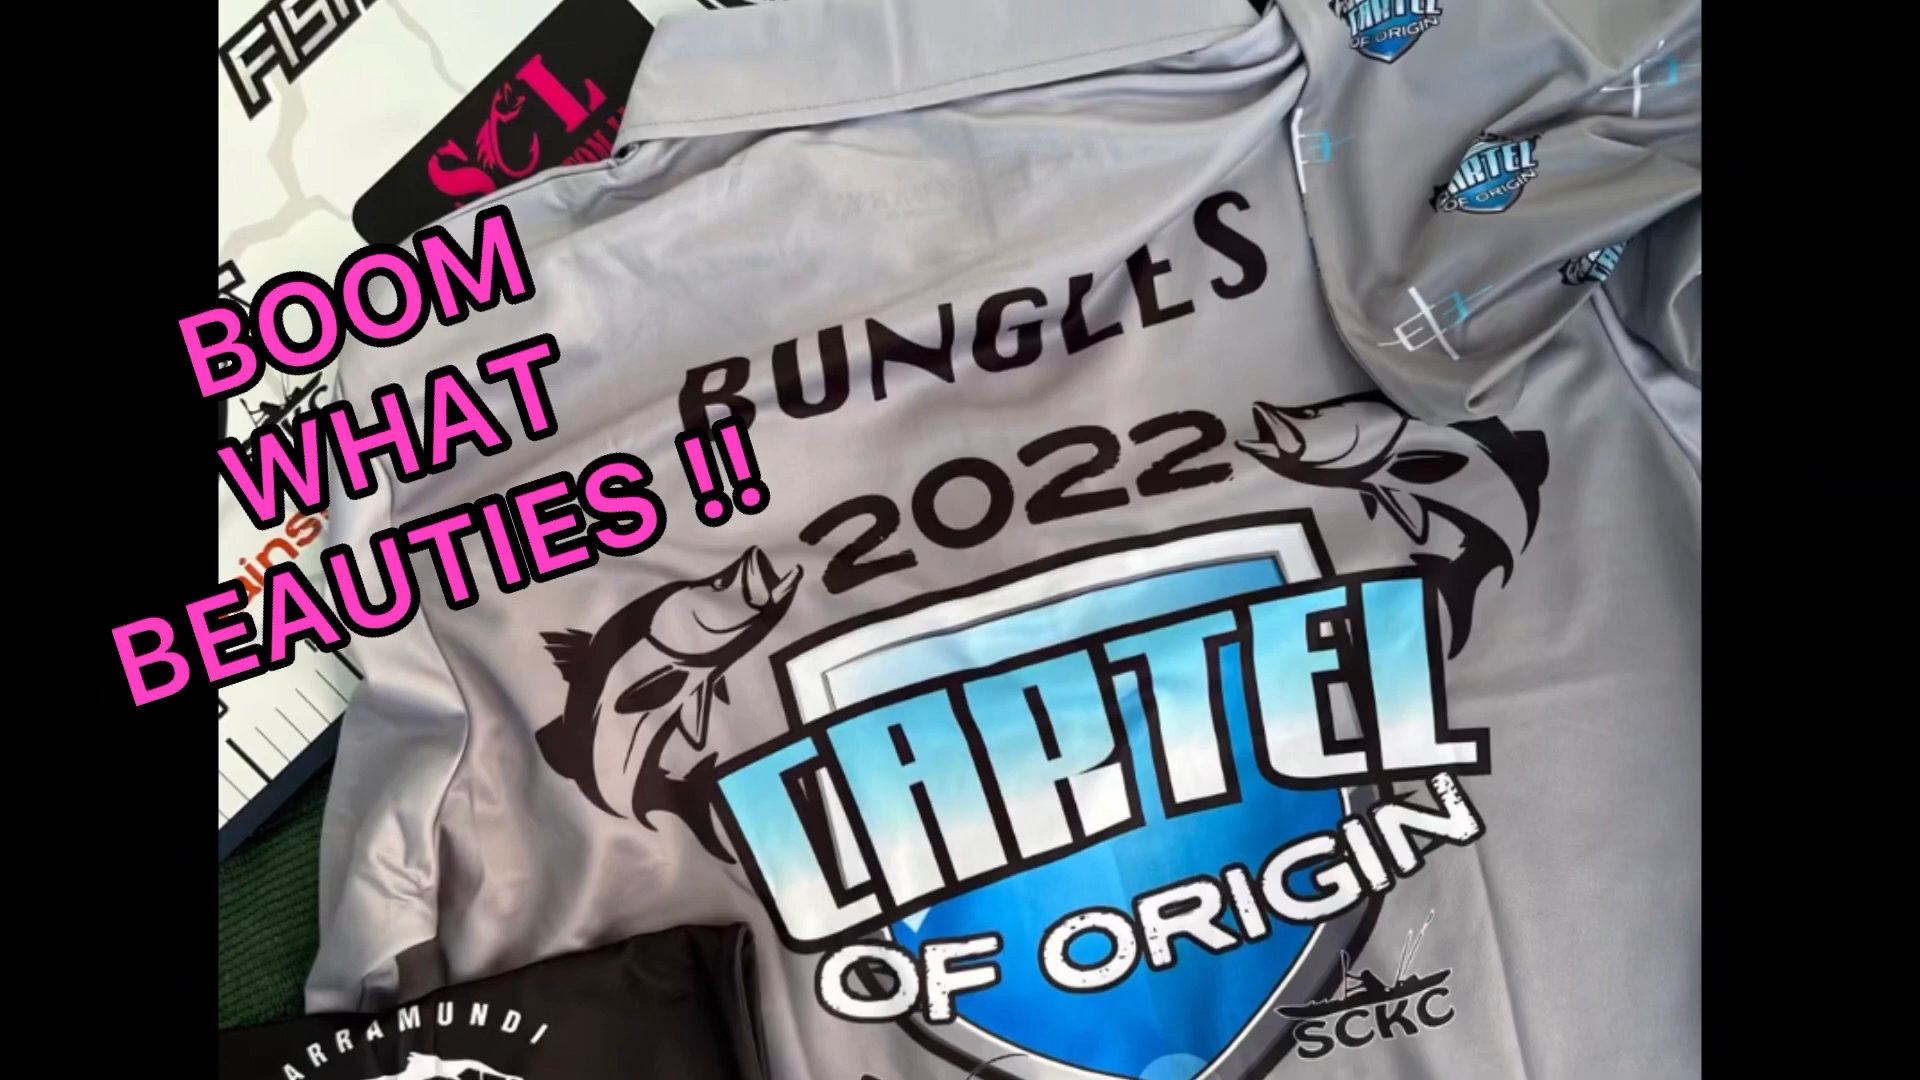 SCL
CARTEL
OF ORIGIN
CARTEL
OF ORIGIN
BUNGLES
2022
BOOM
WHAT
BEAUTIES !!
CARTEL
OF ORIGIN
SCKC